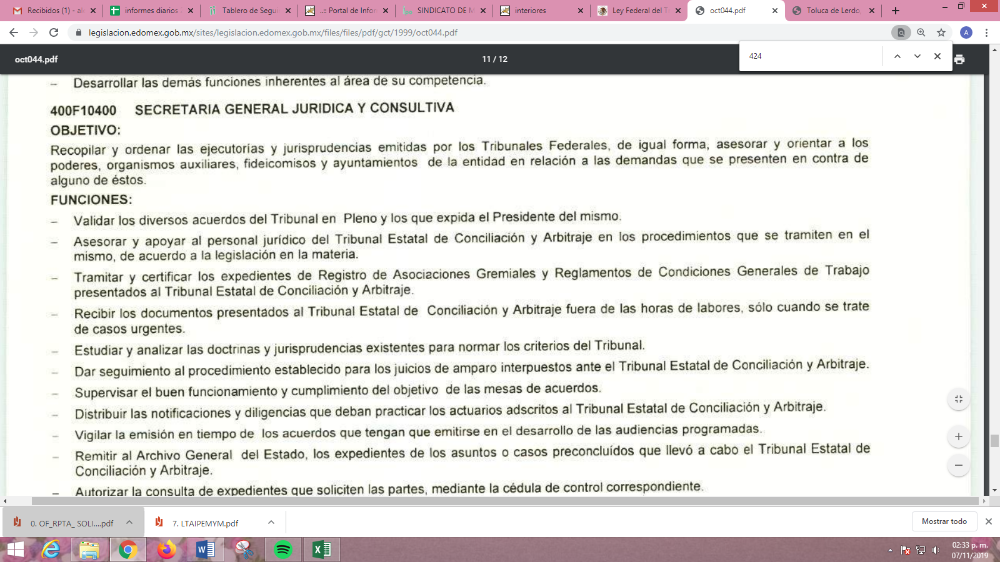 Recibidos (1) - al
informes diarios
Tablero de Segui
..:: Portal de Infor
SINDICATO DE M
interiores
Ley Federal del T
oct044.pdf
Toluca de Lerdo,
legislacion.edomex.gob.mx/sites/legislacion.edomex.gob.mx/files/files/pdf/gct/1999/oct044.pdf
A
oct044.pdf
11 / 12
424
– Desarrollar las demás funciones inherentes al área de su competencia.
400F10400 SECRETARIA GENERAL JURIDICA Y CONSULTIVA
OBJETIVO:
Recopilar y ordenar las ejecutorías y jurisprudencias emitidas por los Tribunales Federales, de igual forma, asesorar y orientar a los
poderes, organismos auxiliares, fideicomisos y ayuntamientos de la entidad en relación a las demandas que se presenten en contra de
alguno de éstos.
FUNCIONES:
– Validar los diversos acuerdos del Tribunal en Pleno y los que expida el Presidente del mismo.
– Asesorar y apoyar al personal jurídico del Tribunal Estatal de Conciliación y Arbitraje en los procedimientos que se tramiten en el
mismo, de acuerdo a la legislación en la materia.
– Tramitar y certificar los expedientes de Registro de Asociaciones Gremiales y Reglamentos de Condiciones Generales de Trabajo
presentados al Tribunal Estatal de Conciliación y Arbitraje.
– Recibir los documentos presentados al Tribunal Estatal de Conciliación y Arbitraje fuera de las horas de labores, sólo cuando se trate
de casos urgentes.
– Estudiar y analizar las doctrinas y jurisprudencias existentes para normar los criterios del Tribunal.
– Dar seguimiento al procedimiento establecido para los juicios de amparo interpuestos ante el Tribunal Estatal de Conciliación y Arbitraje.
– Supervisar el buen funcionamiento y cumplimiento del objetivo de las mesas de acuerdos.
– Distribuir las notificaciones y diligencias que deban practicar los actuarios adscritos al Tribunal Estatal de Conciliación y Arbitraje.
– Vigilar la emisión en tiempo de los acuerdos que tengan que emitirse en el desarrollo de las audiencias programadas.
– Remitir al Archivo General del Estado, los expedientes de los asuntos o casos preconcluídos que llevó a cabo el Tribunal Estatal de
Conciliación y Arbitraje.
– Autorizar la consulta de expedientes que soliciten las partes, mediante la cédula de control correspondiente.
0. OF_RPTA_ SOLI....pdf
7. LTAIPEMYM.pdf
Mostrar todo
02:33 p. m.
07/11/2019